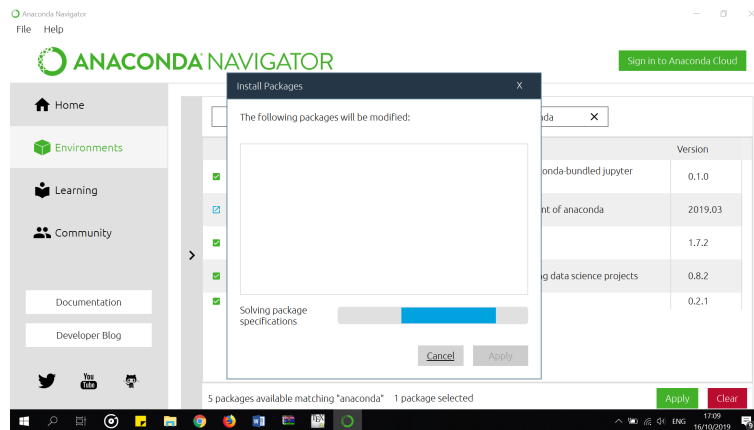 Anaconda Navigator
File Help
ANACONDA NAVIGATOR
Sign in to Anaconda Cloud
Install Packages X
Home
The following packages will be modified:
nda
Environments
Version
onda-bundled jupyter
0.1.0
Learning
nt of anaconda
2019.03
Community
1.7.2
ng data science projects
0.8.2
0.2.1
Documentation
Solving package
specifications
Developer Blog
Cancel Apply
You
Tube
5 packages available matching "anaconda" 1 package selected
Apply Clear
ENG
17:09
16/10/2019